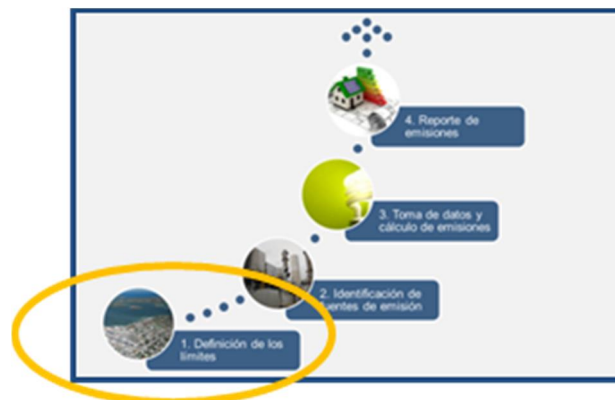 4. Reporte de
emisiones
3. Toma de datos y
cálculo de emisiones
2. Identificación de
fuentes de emisión
1. Definición de los
límites